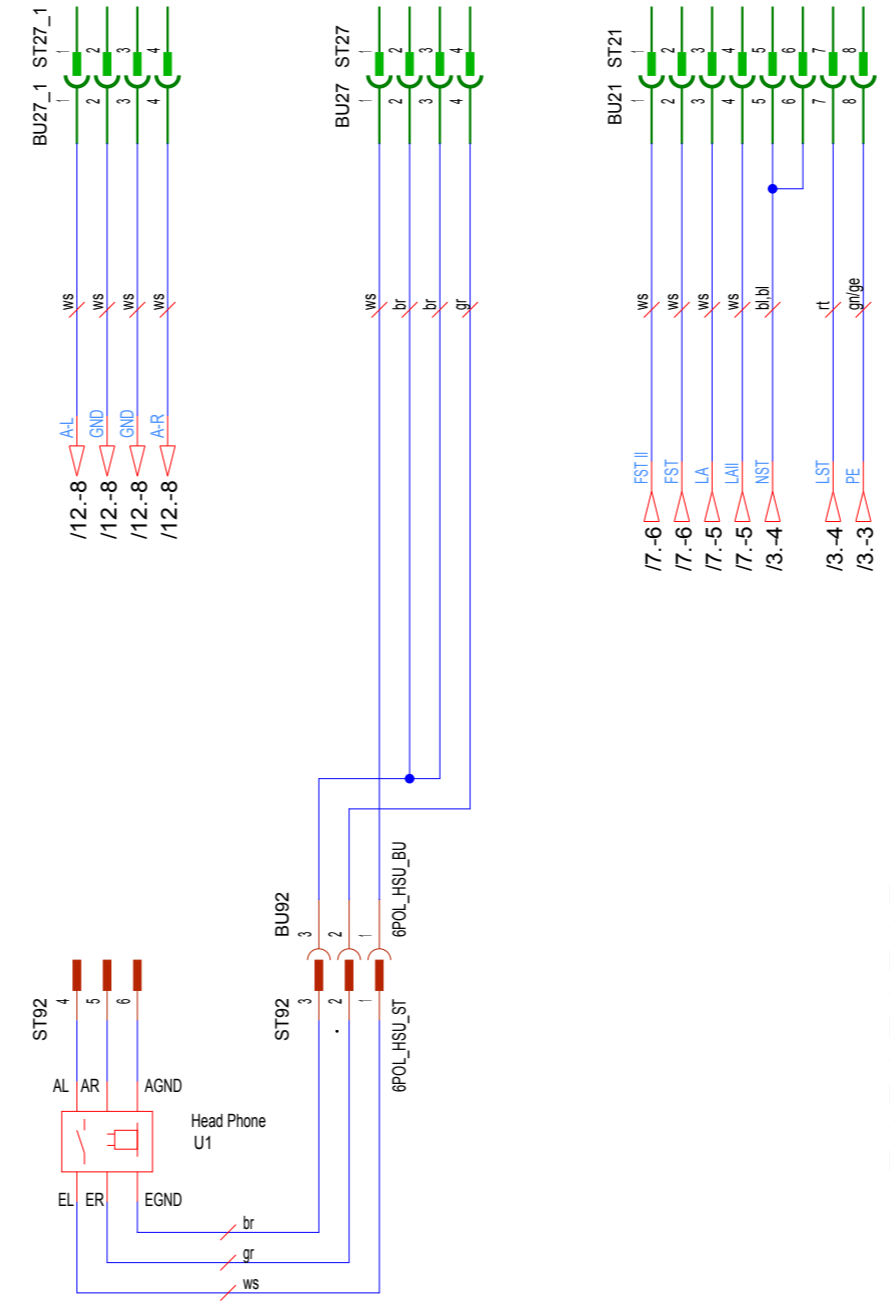 ST27_1
1 2 3 4
BU27_1
1 2 3 4
ws ws ws ws
A-L GND GND A-R
/12.-8 /12.-8 /12.-8 /12.-8
ST27
1 2 3 4
BU27
1 2 3 4
ws br br gr
ST21
1 2 3 4 5 6 7 8
BU21
1 2 3 4 5 6 7 8
ws ws ws ws bl,bl rt gn/ge
FST II FST LA LAII NST LST PE
/7.-6 /7.-6 /7.-5 /7.-5 /3.-4 /3.-4 /3.-3
BU92
3 2 1
6POL_HSU_BU
ST92
3 2 1
6POL_HSU_ST
.
ST92
4 5 6
AL AR AGND
Head Phone
U1
EL ER EGND
br
gr
ws